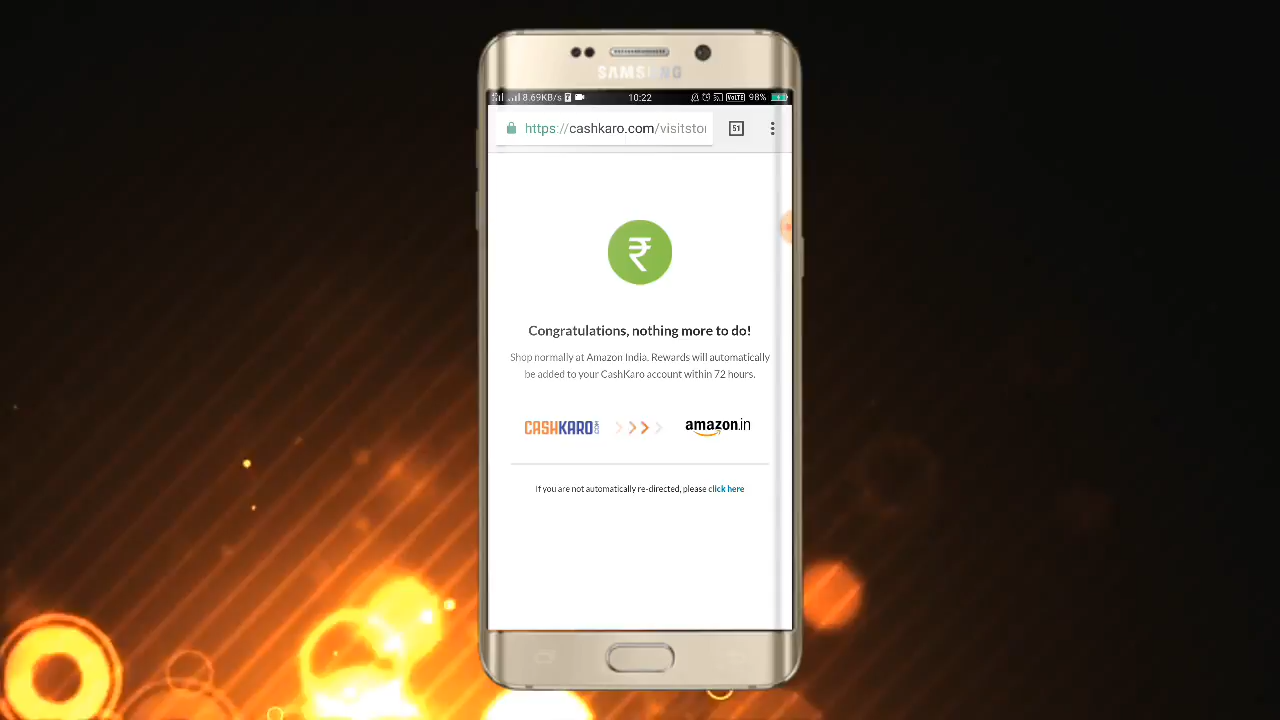 SAMSUNG
8.69KB/s 10:22 VoLTE 98%
https://cashkaro.com/visitsto 51
₹
Congratulations, nothing more to do!
Shop normally at Amazon India. Rewards will automatically
be added to your CashKaro account within 72 hours.
CASHKARO.COM >>>> amazon.in
If you are not automatically re-directed, please click here